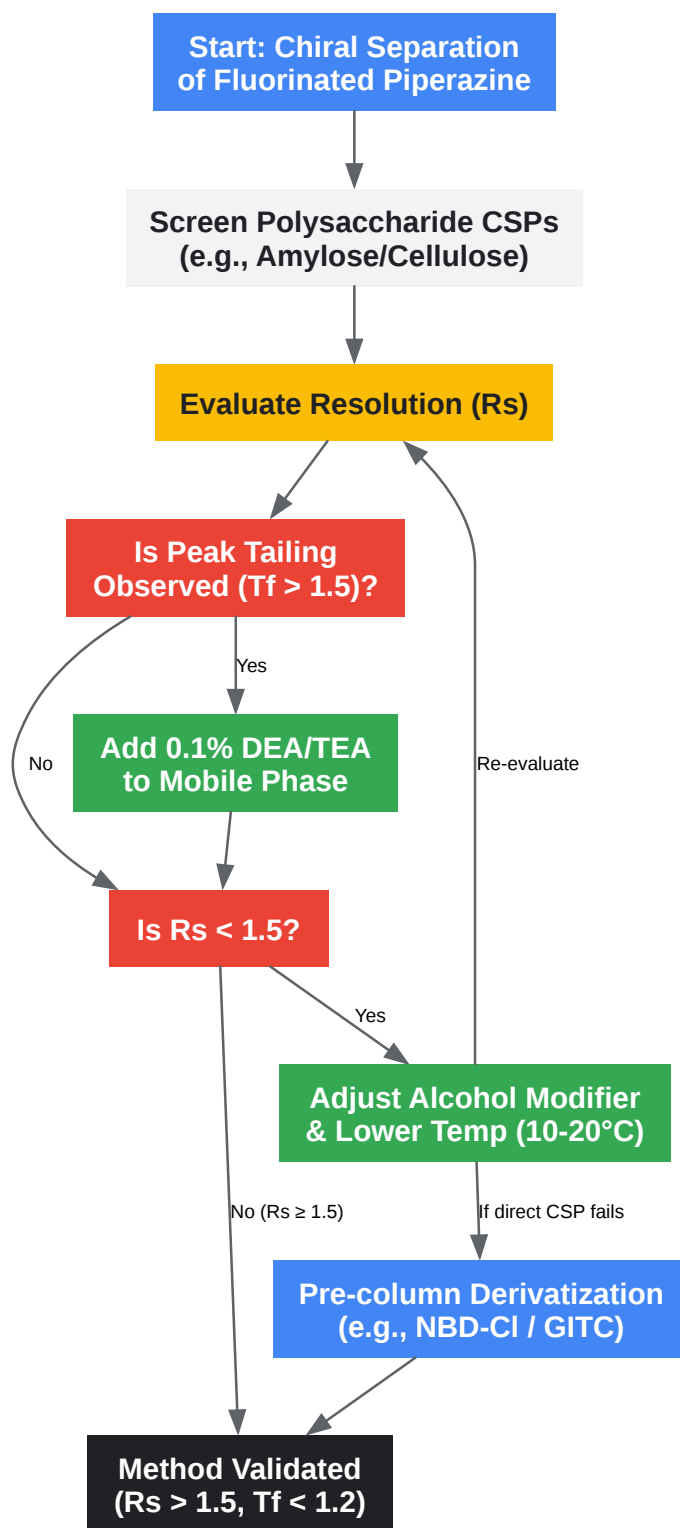 Start: Chiral Separation
of Fluorinated Piperazine
Screen Polysaccharide CSPs
(e.g., Amylose/Cellulose)
Evaluate Resolution (Rs)
Is Peak Tailing
Observed (Tf > 1.5)?
Yes
Add 0.1% DEA/TEA
to Mobile Phase
No
Re-evaluate
Is Rs < 1.5?
Yes
Adjust Alcohol Modifier
& Lower Temp (10-20°C)
No (Rs ≥ 1.5)
If direct CSP fails
Pre-column Derivatization
(e.g., NBD-Cl / GITC)
Method Validated
(Rs > 1.5, Tf < 1.2)